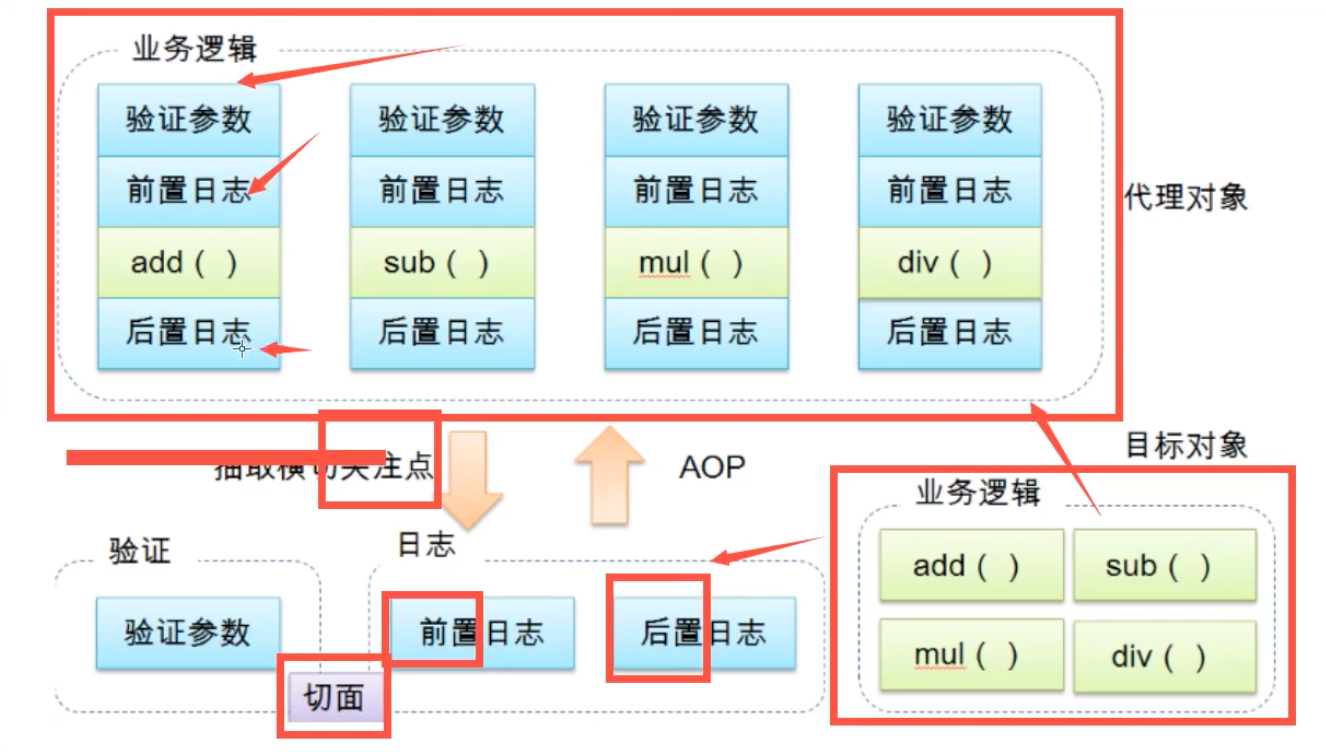 业务逻辑
验证参数 验证参数 验证参数 验证参数
前置日志 前置日志 前置日志 前置日志
代理对象
add ( ) sub ( ) mul ( ) div ( )
后置日志 后置日志 后置日志 后置日志
抽取横切关注点
AOP
目标对象
业务逻辑
add ( ) sub ( )
mul ( ) div ( )
验证
日志
验证参数 前置日志 后置日志
切面